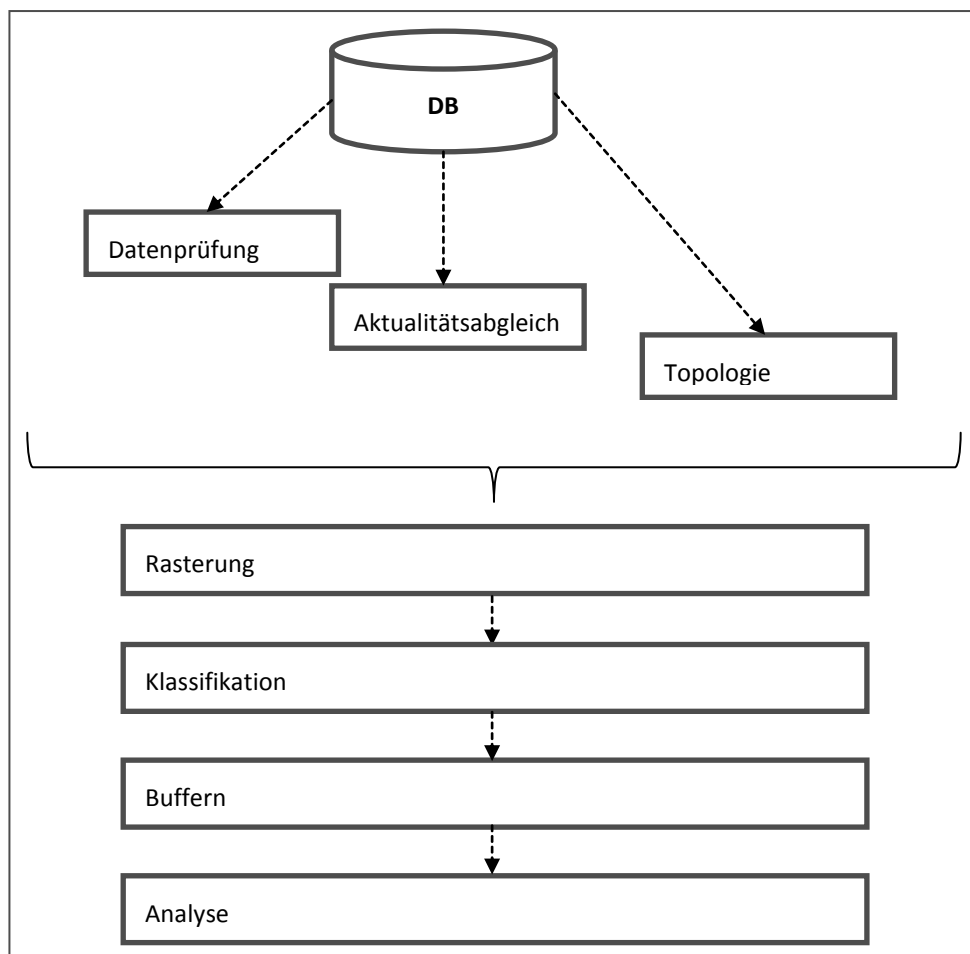 DB
Datenprüfung
Aktualitätsabgleich
Topologie
Rasterung
Klassifikation
Buffern
Analyse